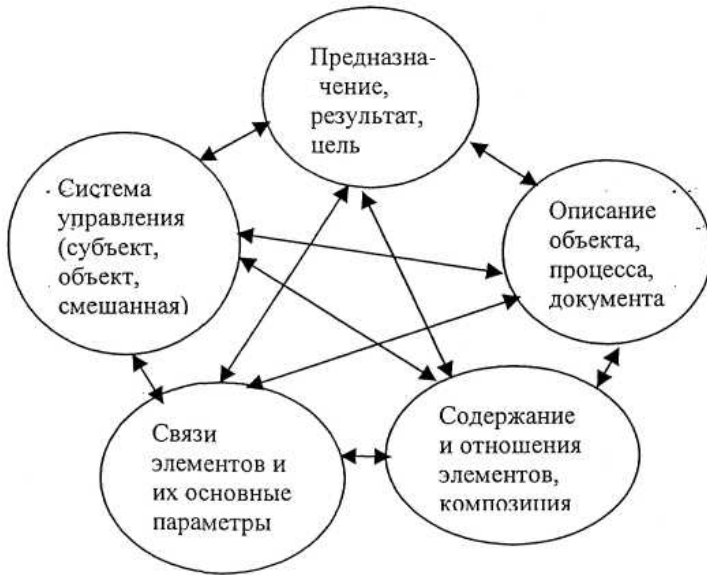 Предназна-
чение,
результат,
цель
Система
управления
(субъект,
объект,
смешанная)
Описание
объекта,
процесса,
документа
Связи
элементов и
их основные
параметры
Содержание
и отношения
элементов,
композиция